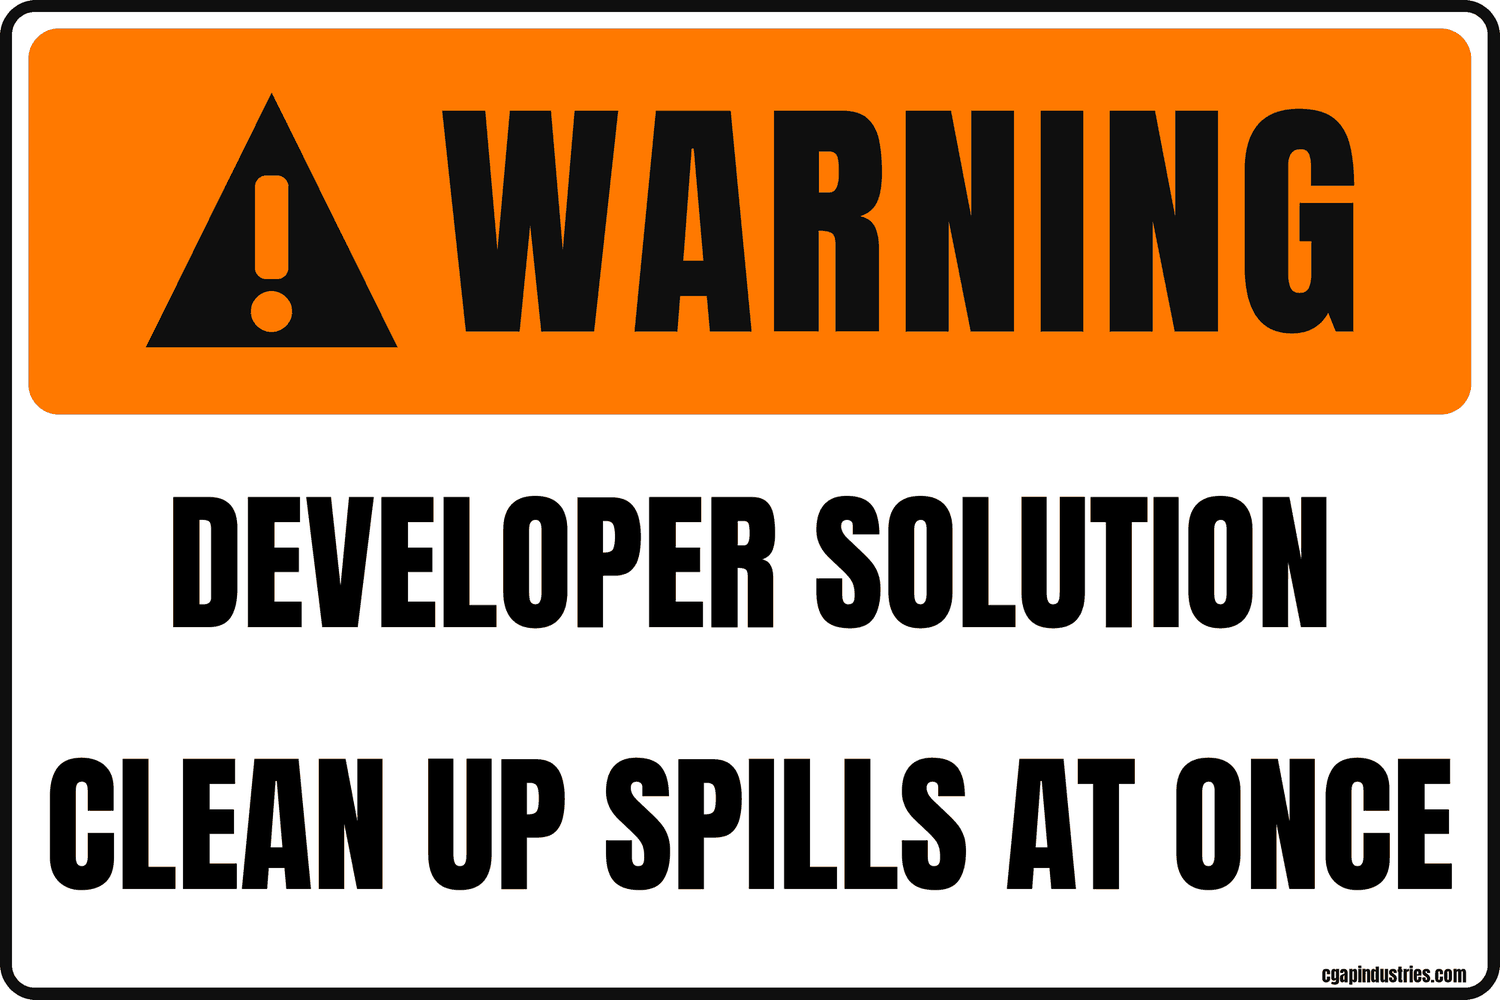 WARNING
DEVELOPER SOLUTION
CLEAN UP SPILLS AT ONCE
cgapindustries.com